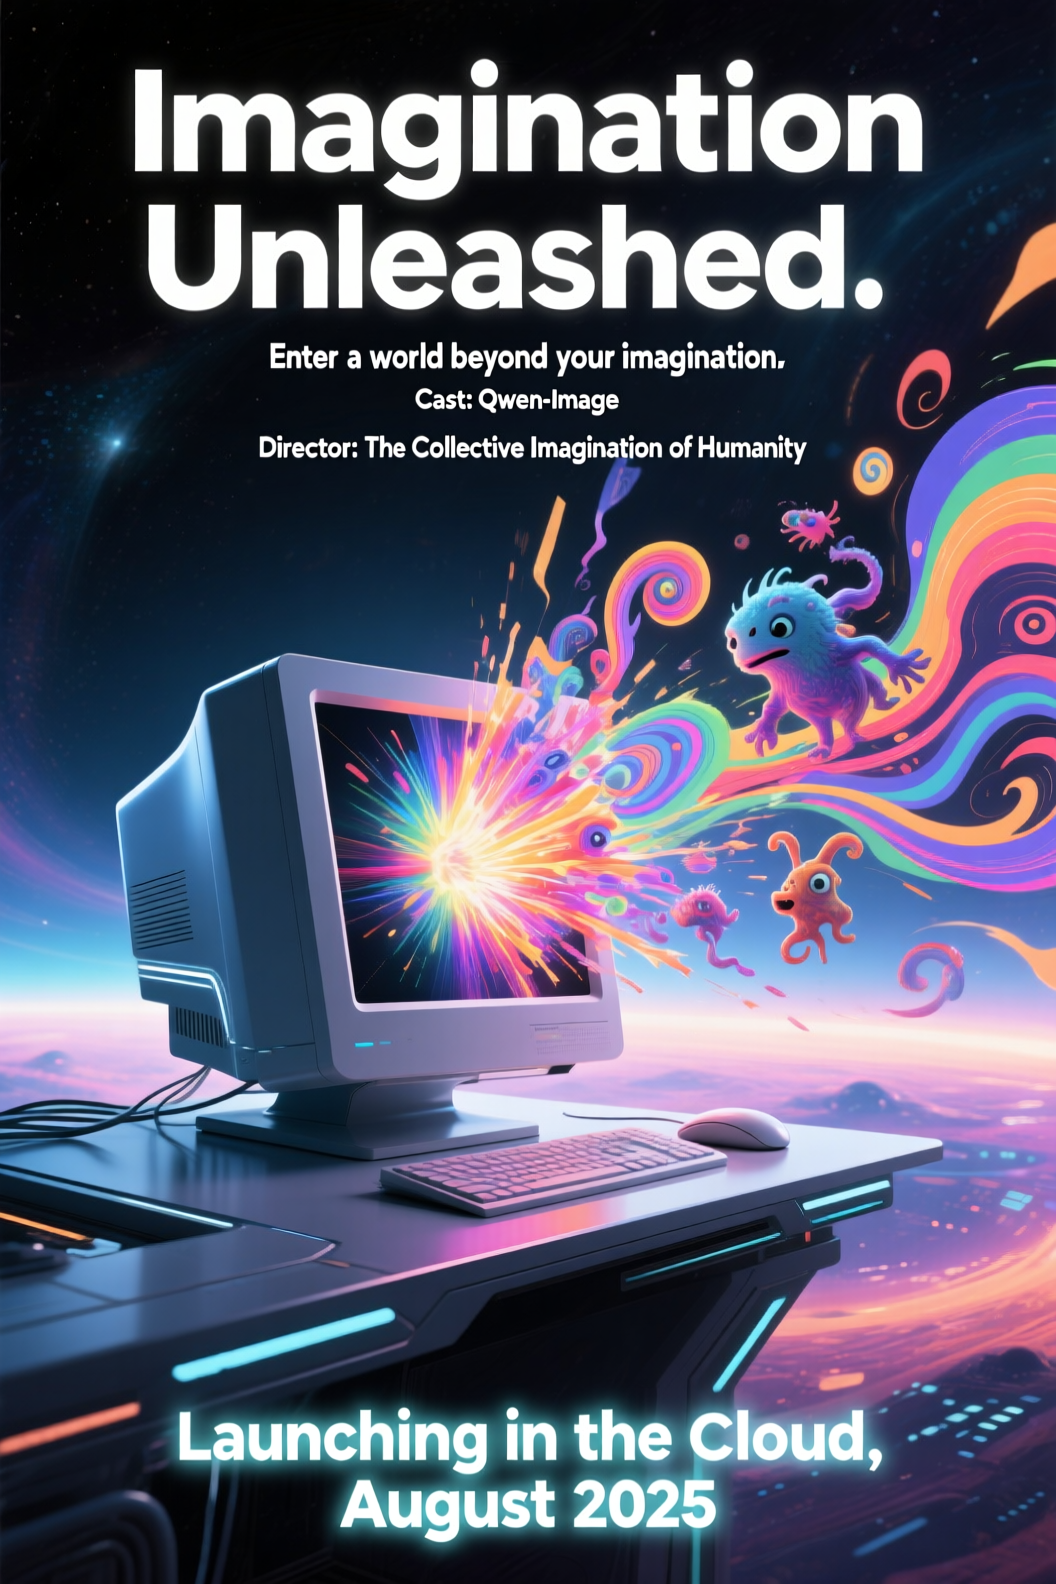 Imagination
Unleashed.
Enter a world beyond your imagination.
Cast: Qwen-Image
Director: The Collective Imagination of Humanity
Launching in the Cloud,
August 2025